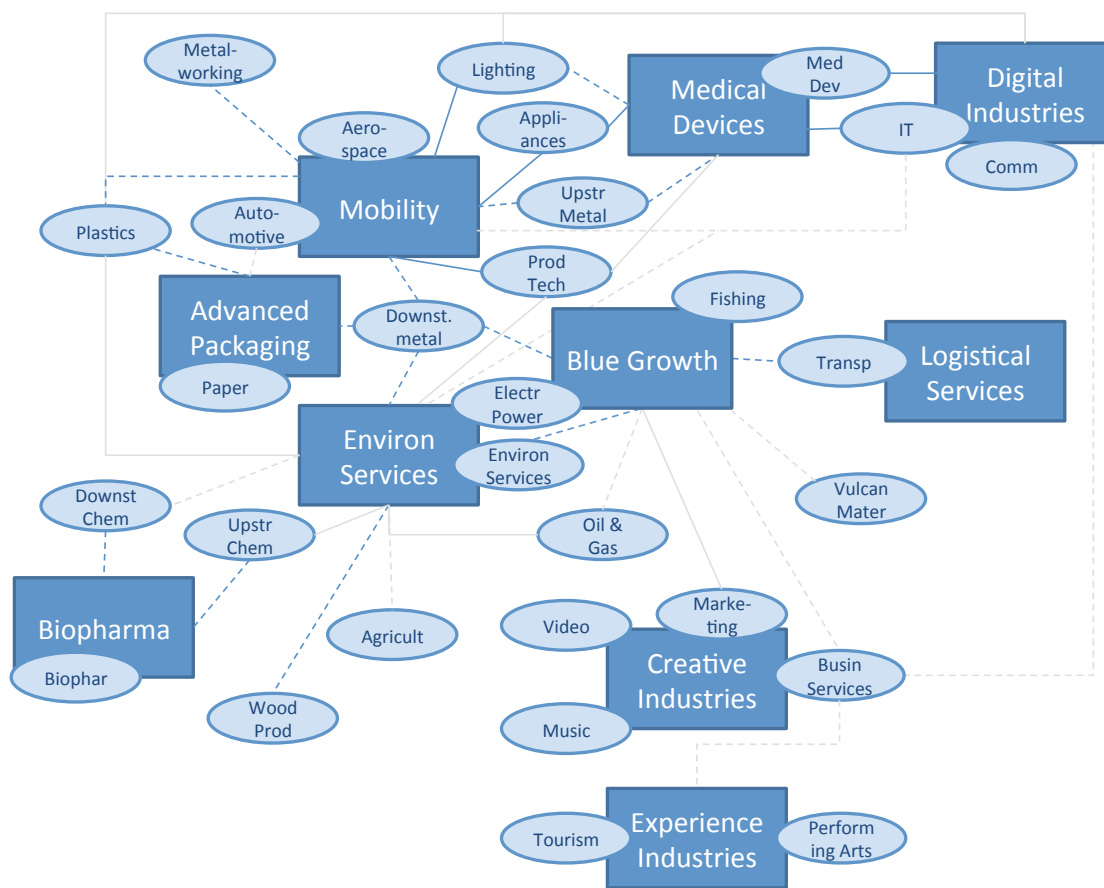 Metal-
working
Lighting
Medical
Devices
Med
Dev
Digital
Industries
Appli-
ances
IT
Aero-
space
Comm
Mobility
Upstr
Metal
Auto-
motive
Plastics
Prod
Tech
Fishing
Advanced
Packaging
Downst.
metal
Blue Growth
Transp
Logistical
Services
Paper
Electr
Power
Environ
Services
Environ
Services
Downst
Chem
Vulcan
Mater
Upstr
Chem
Oil &
Gas
Biopharma
Agricult
Video
Marke-
ting
Creative
Industries
Busin
Services
Biophar
Wood
Prod
Music
Experience
Industries
Tourism
Perform
ing Arts